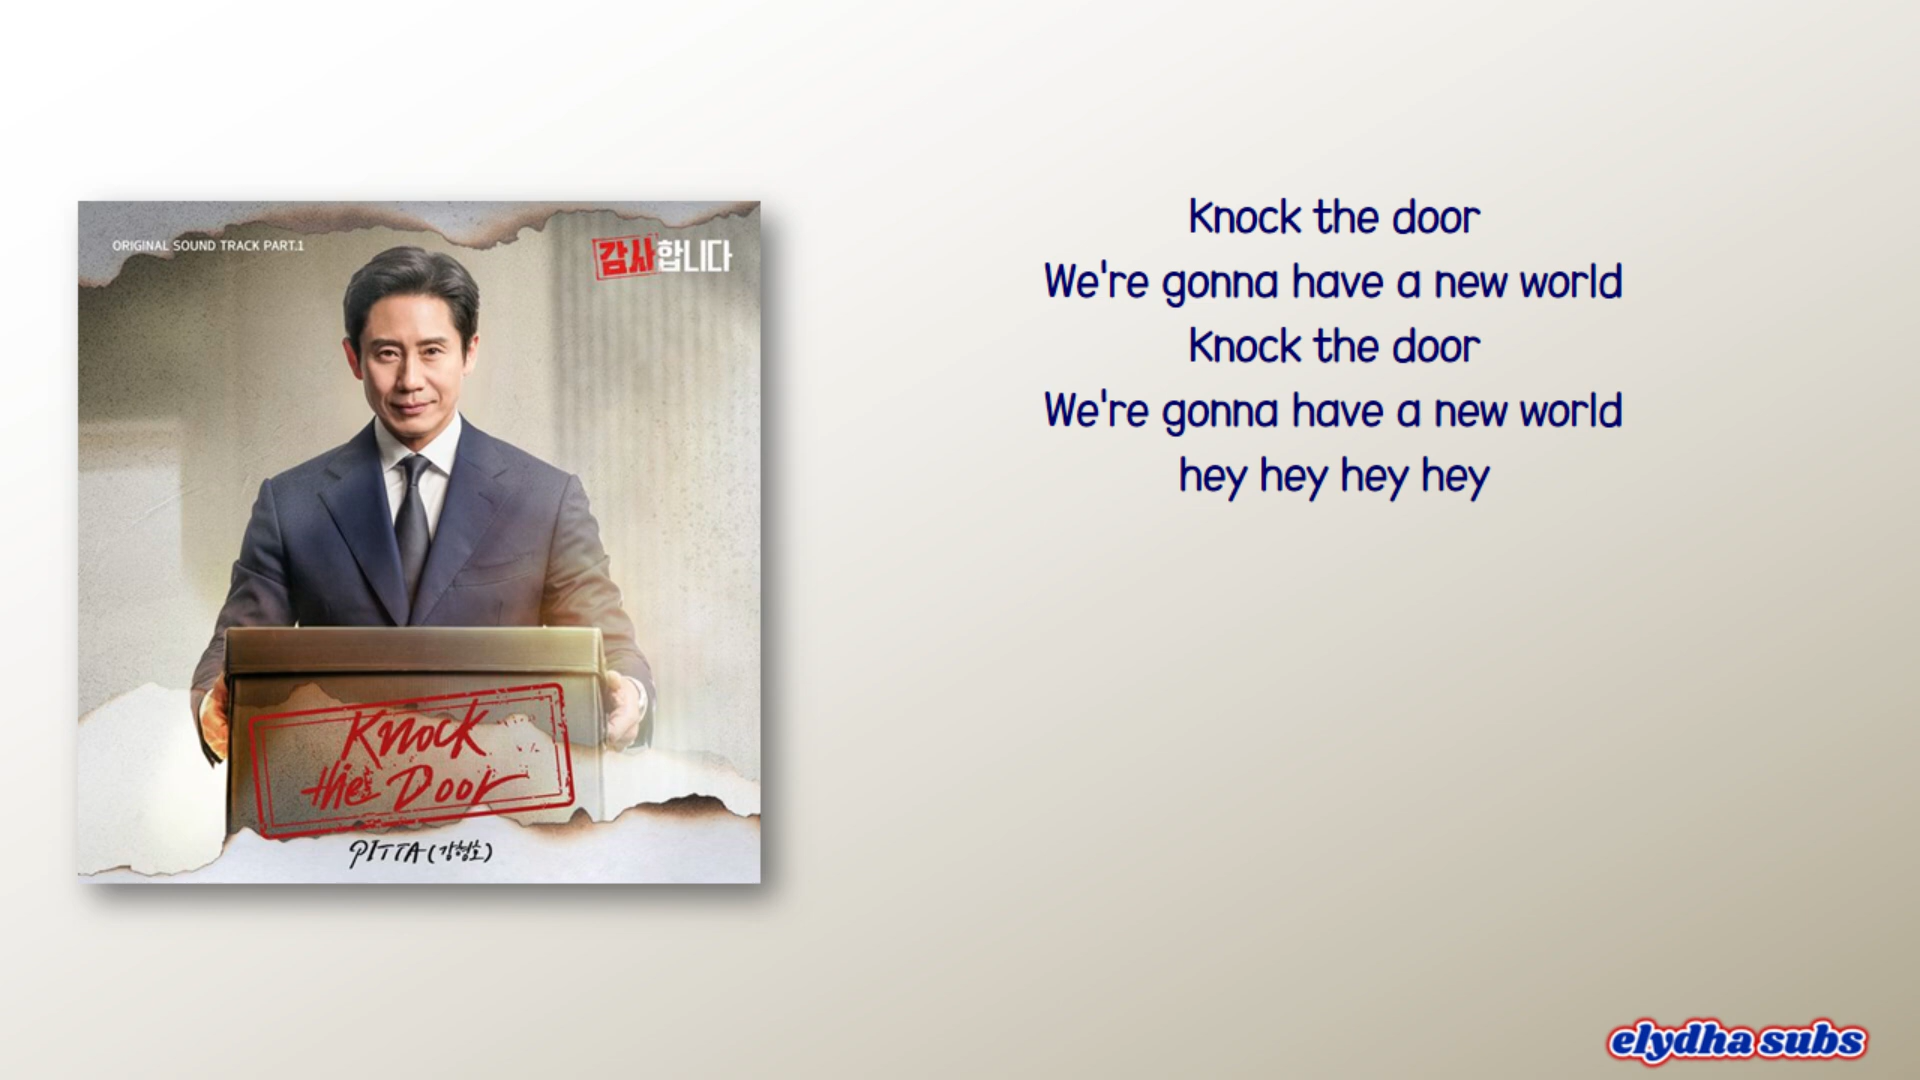 ORIGINAL SOUND TRACK PART.1
감사합니다
Knock
the Door
PITTA (강형호)
Knock the door
We're gonna have a new world
Knock the door
We're gonna have a new world
hey hey hey hey
elydha subs